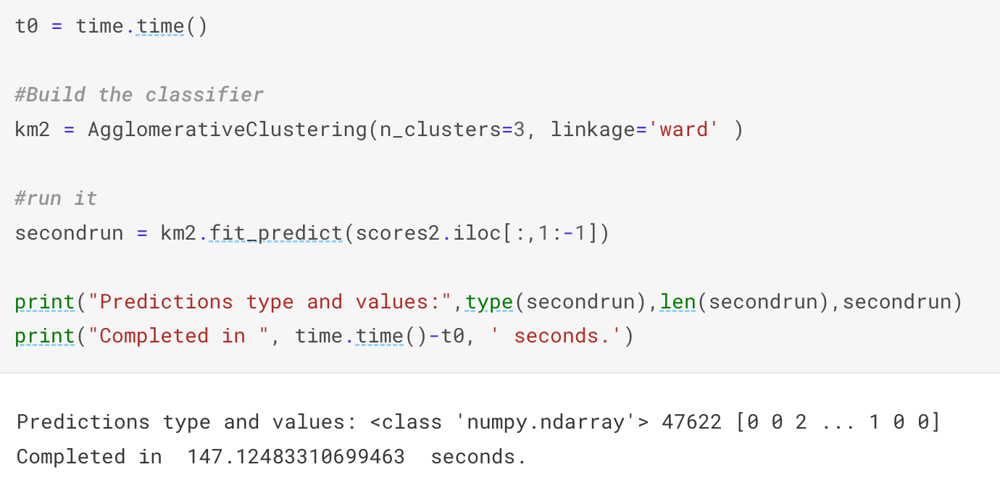 t0 = time.time()
#Build the classifier
km2 = AgglomerativeClustering(n_clusters=3, linkage='ward' )
#run it
secondrun = km2.fit_predict(scores2.iloc[:,1:-1])
print("Predictions type and values:",type(secondrun),len(secondrun),secondrun)
print("Completed in ", time.time()-t0, ' seconds.')
Predictions type and values: <class 'numpy.ndarray'> 47622 [0 0 2 ... 1 0 0]
Completed in  147.12483310699463  seconds.